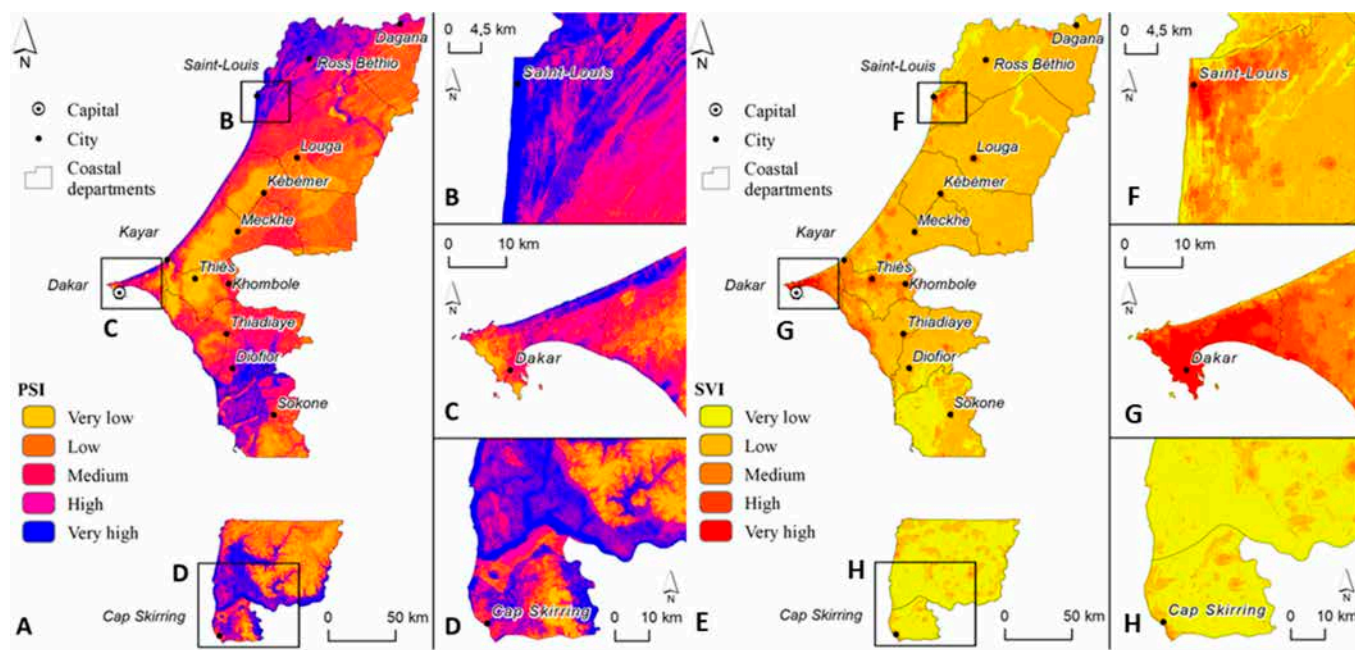 N
Capital
City
Coastal
departments
Dagana
Ross Béthio
Saint-Louis
B
Louga
Kébémer
Meckhe
Kayar
Thiès
Khombole
Dakar
C
Thiadiaye
Diofior
Sokone
PSI
Very low
Low
Medium
High
Very high
D
Cap Skirring
0 50 km
A
0 4,5 km
N
Saint-Louis
B
0 10 km
N
Dakar
C
N
Cap Skirring
0 10 km
D
N
Capital
City
Coastal
departments
Dagana
Ross Béthio
Saint-Louis
F
Louga
Kébémer
Meckhe
Kayar
Thiès
Khombole
Dakar
G
Thiadiaye
Diofior
Sokone
SVI
Very low
Low
Medium
High
Very high
H
Cap Skirring
0 50 km
E
0 4,5 km
N
Saint-Louis
F
0 10 km
N
Dakar
G
Cap Skirring
N
0 10 km
H